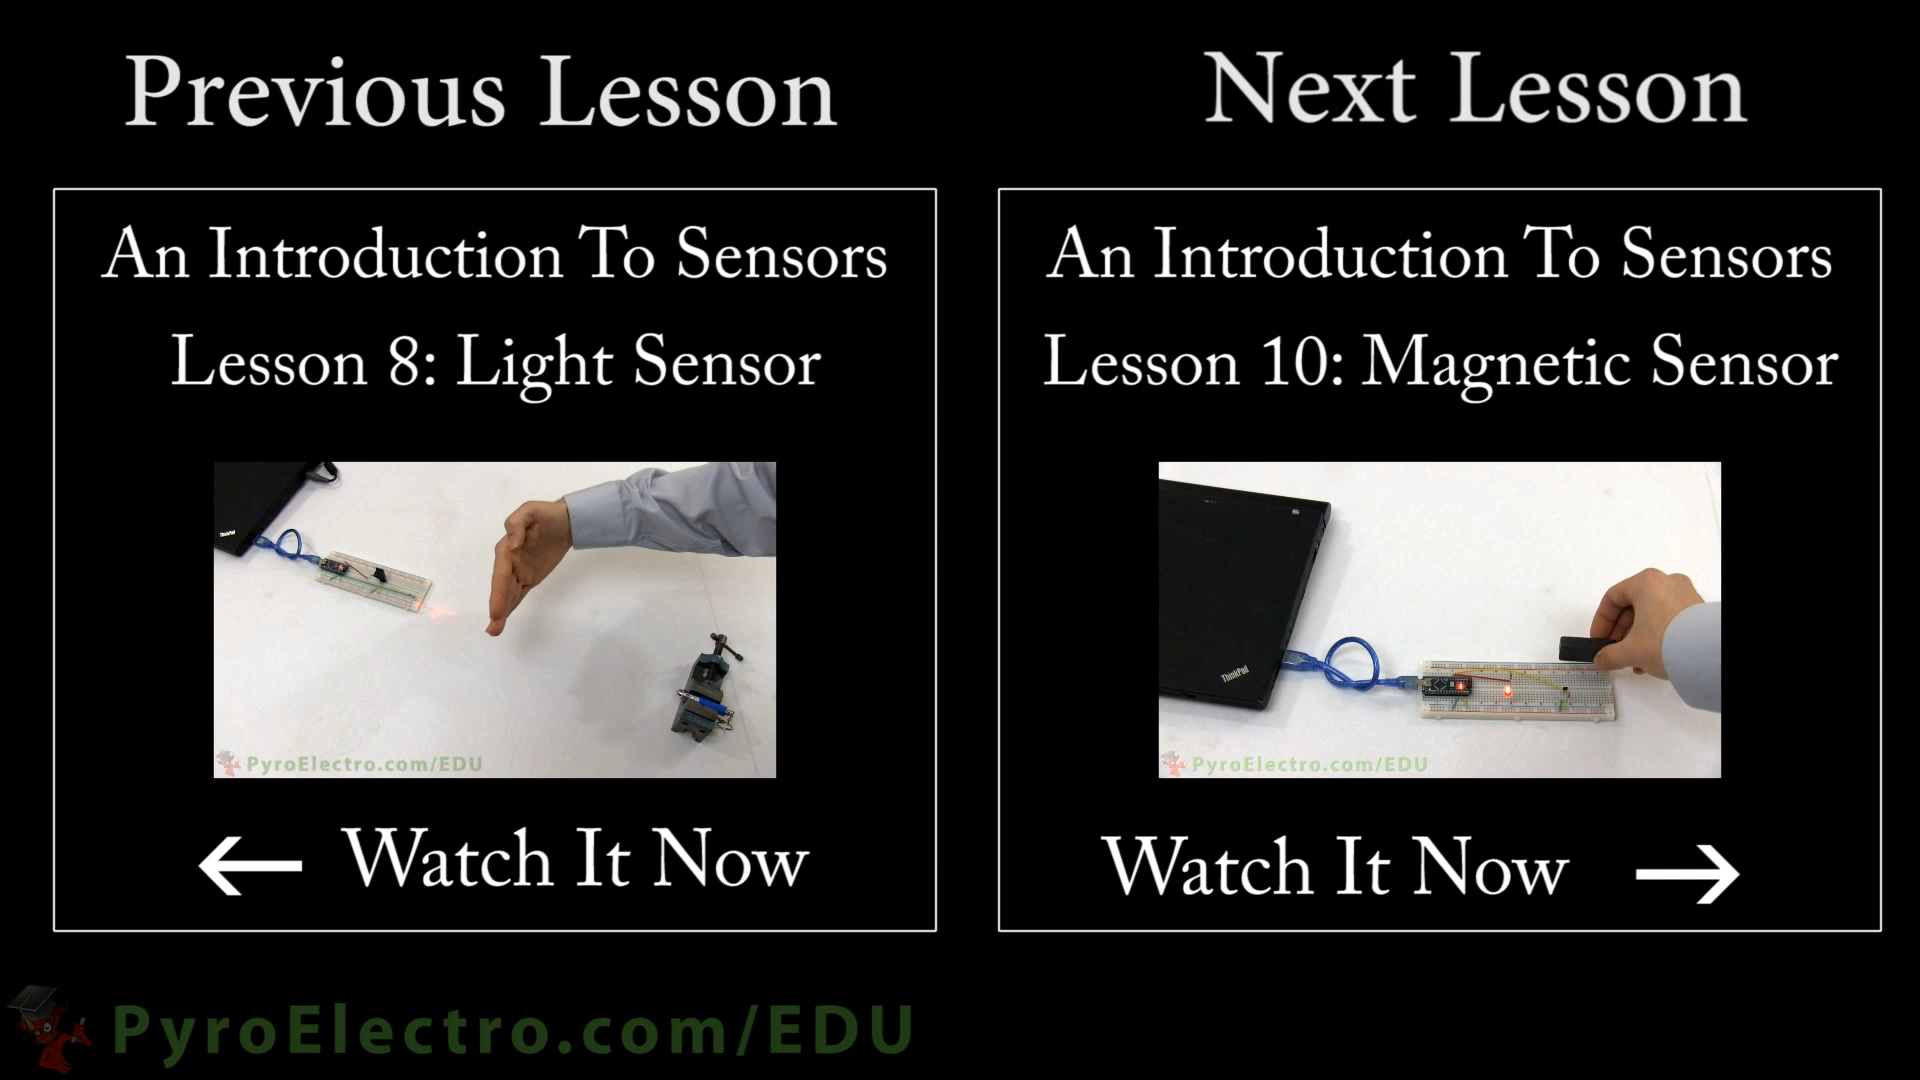 Previous Lesson
An Introduction To Sensors
Lesson 8: Light Sensor
ThinkPad
PyroElectro.com/EDU
← Watch It Now
Next Lesson
An Introduction To Sensors
Lesson 10: Magnetic Sensor
ThinkPad
PyroElectro.com/EDU
Watch It Now →
PyroElectro.com/EDU